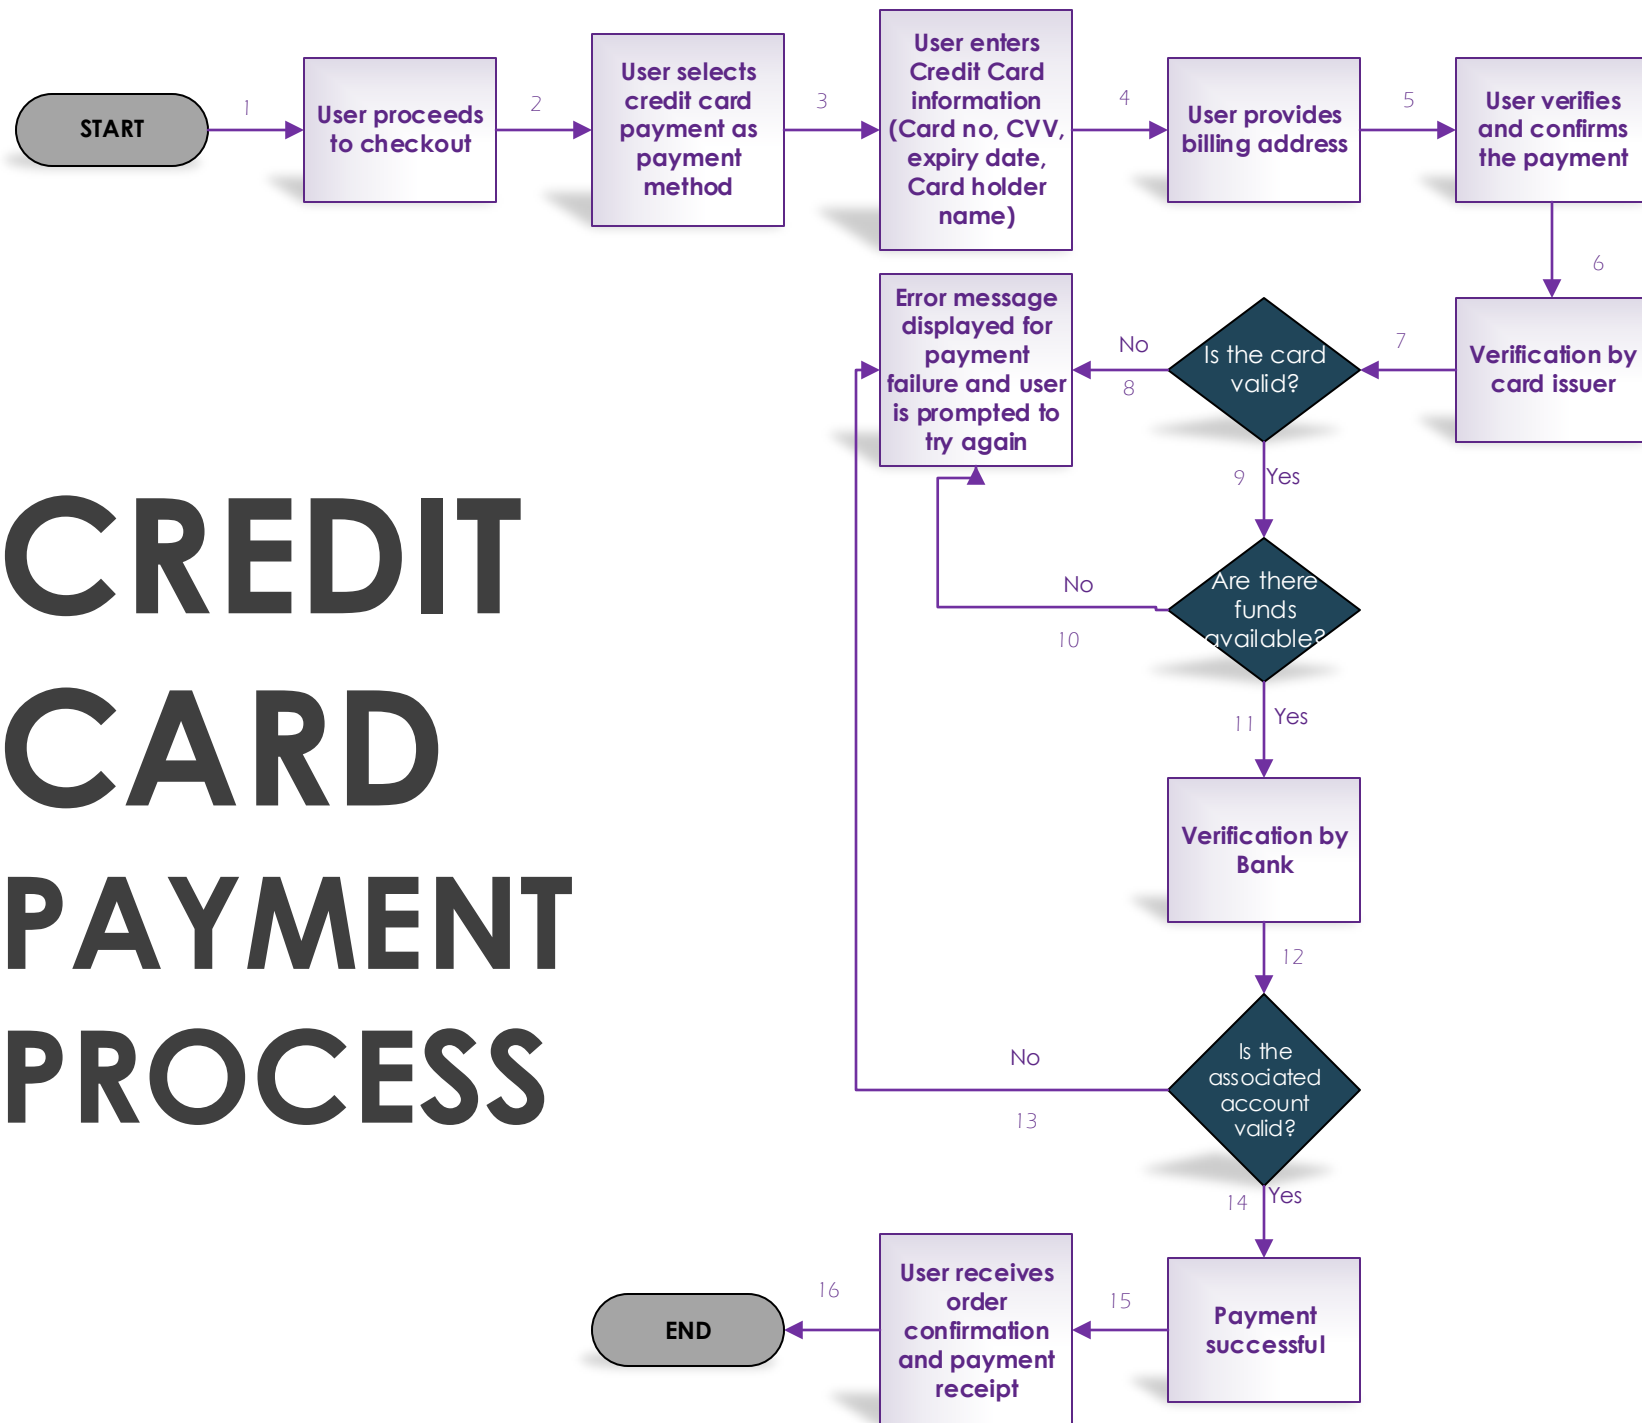 START
1
User proceeds
to checkout
2
User selects
credit card
payment as
payment
method
3
User enters
Credit Card
information
(Card no, CVV,
expiry date,
Card holder
name)
4
User provides
billing address
5
User verifies
and confirms
the payment
6
Verification by
card issuer
7
Is the card
valid?
No
8
Error message
displayed for
payment
failure and user
is prompted to
try again
9
Yes
Are there
funds
available?
No
10
11
Yes
Verification by
Bank
12
Is the
associated
account
valid?
No
13
14
Yes
Payment
successful
15
User receives
order
confirmation
and payment
receipt
16
END
CREDIT
CARD
PAYMENT
PROCESS